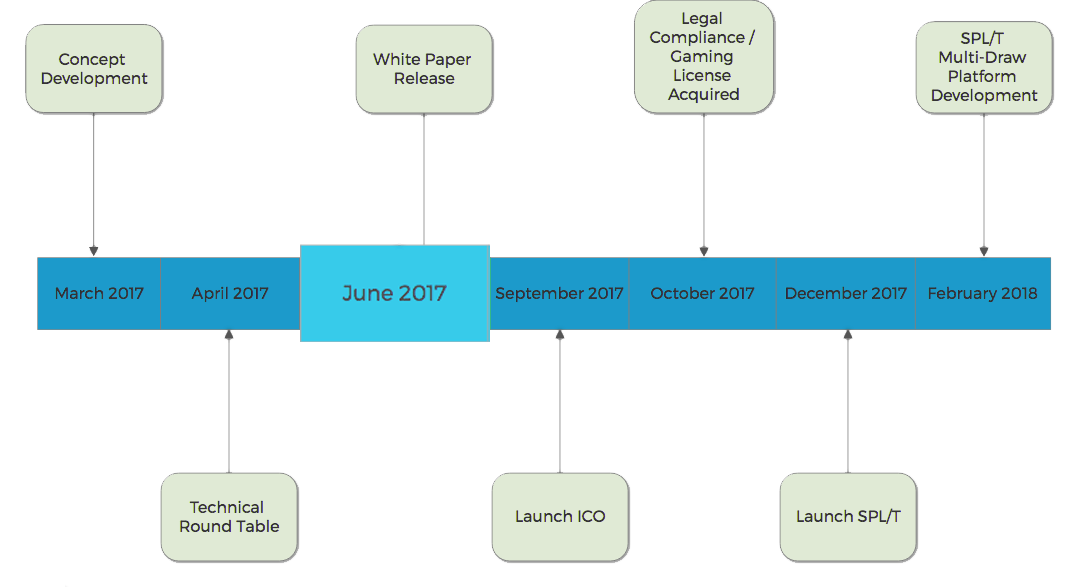 Concept
Development
White Paper
Release
Legal
Compliance /
Gaming
License
Acquired
SPL/T
Multi-Draw
Platform
Development
March 2017
April 2017
June 2017
September 2017
October 2017
December 2017
February 2018
Technical
Round Table
Launch ICO
Launch SPL/T